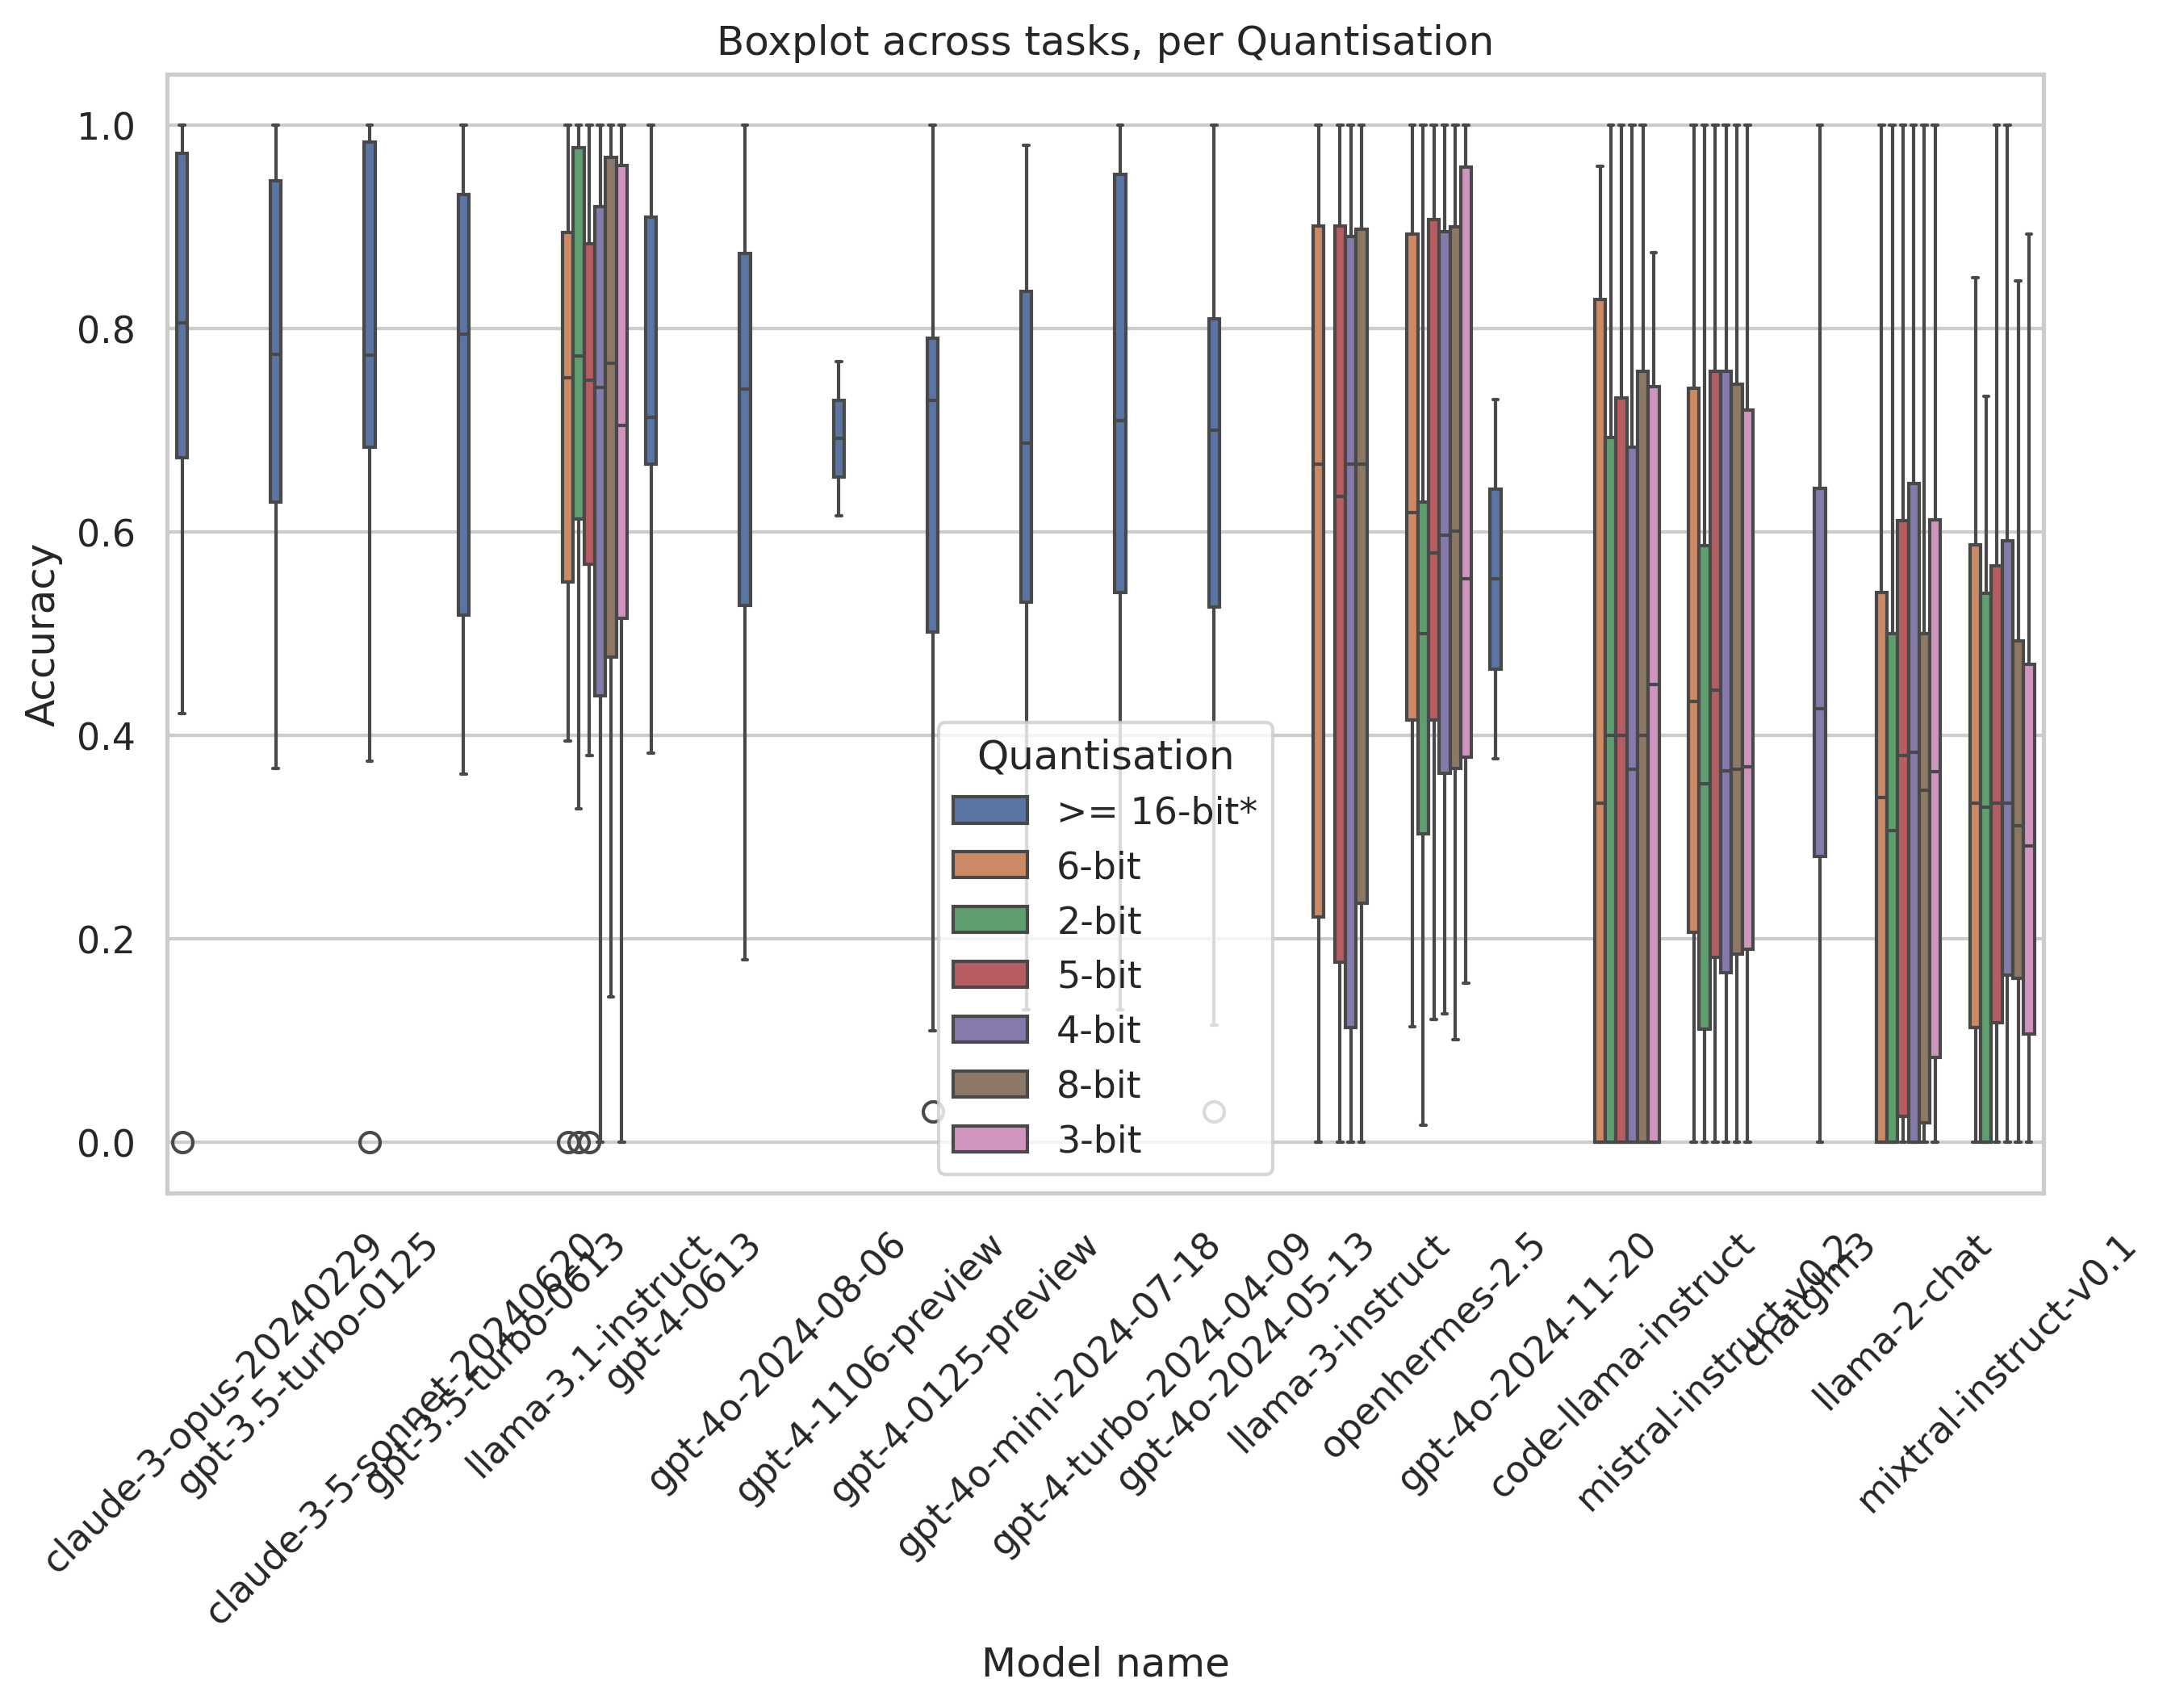 Boxplot across tasks, per Quantisation
Accuracy
1.0
0.8
0.6
0.4
0.2
0.0
Quantisation
>= 16-bit*
6-bit
2-bit
5-bit
4-bit
8-bit
3-bit
claude-3-opus-20240229
gpt-3.5-turbo-0125
claude-3-5-sonnet-20240620
gpt-3.5-turbo-0613
llama-3.1-instruct
gpt-4-0613
gpt-4o-2024-08-06
gpt-4-1106-preview
gpt-4-0125-preview
gpt-4o-mini-2024-07-18
gpt-4-turbo-2024-04-09
gpt-4o-2024-05-13
llama-3-instruct
openhermes-2.5
gpt-4o-2024-11-20
code-llama-instruct
mistral-instruct-v0.2
chatglm3
llama-2-chat
mixtral-instruct-v0.1
Model name